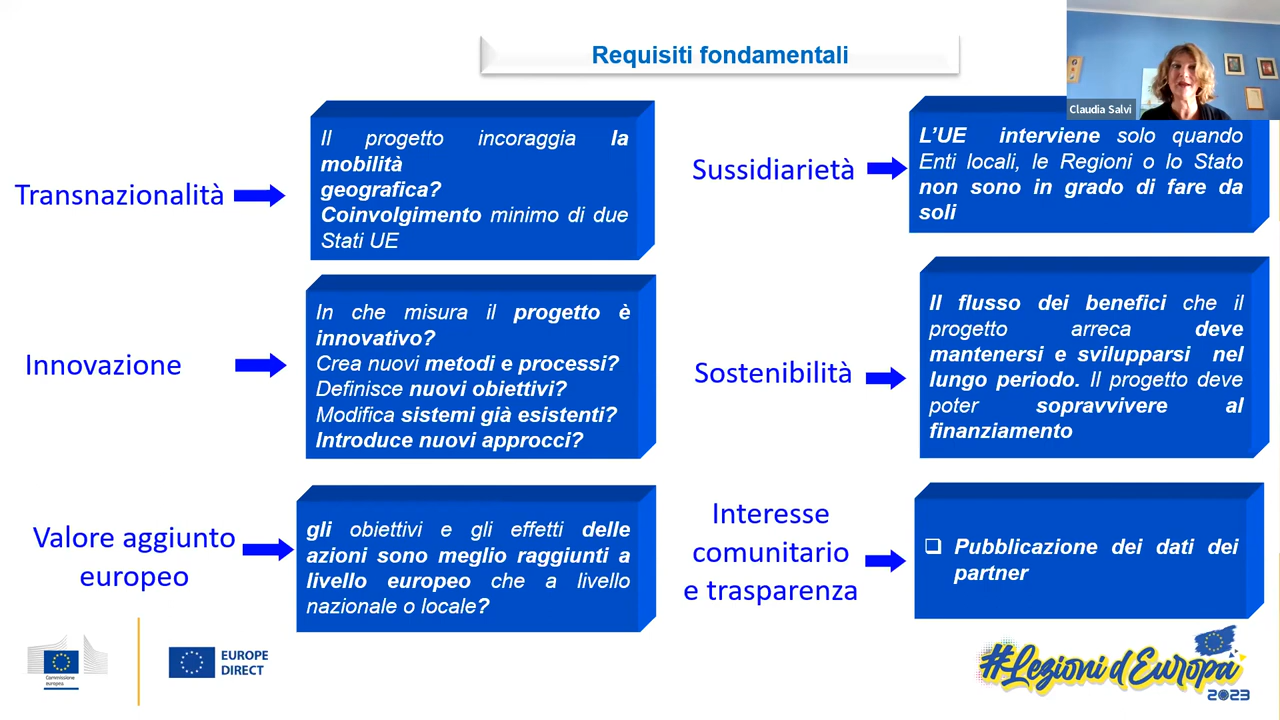 Requisiti fondamentali
Claudia Salvi
Transnazionalità
Il progetto incoraggia la
mobilità
geografica?
Coinvolgimento minimo di due
Stati UE
Sussidiarietà
L'UE interviene solo quando
Enti locali, le Regioni o lo Stato
non sono in grado di fare da
soli
Innovazione
In che misura il progetto è
innovativo?
Crea nuovi metodi e processi?
Definisce nuovi obiettivi?
Modifica sistemi già esistenti?
Introduce nuovi approcci?
Sostenibilità
Il flusso dei benefici che il
progetto arreca deve
mantenersi e svilupparsi nel
lungo periodo. Il progetto deve
poter sopravvivere al
finanziamento
Valore aggiunto
europeo
gli obiettivi e gli effetti delle
azioni sono meglio raggiunti a
livello europeo che a livello
nazionale o locale?
Interesse
comunitario
e trasparenza
❑ Pubblicazione dei dati dei
partner
Commissione
europea
EUROPE
DIRECT
#Lezioni d'Europa
2023